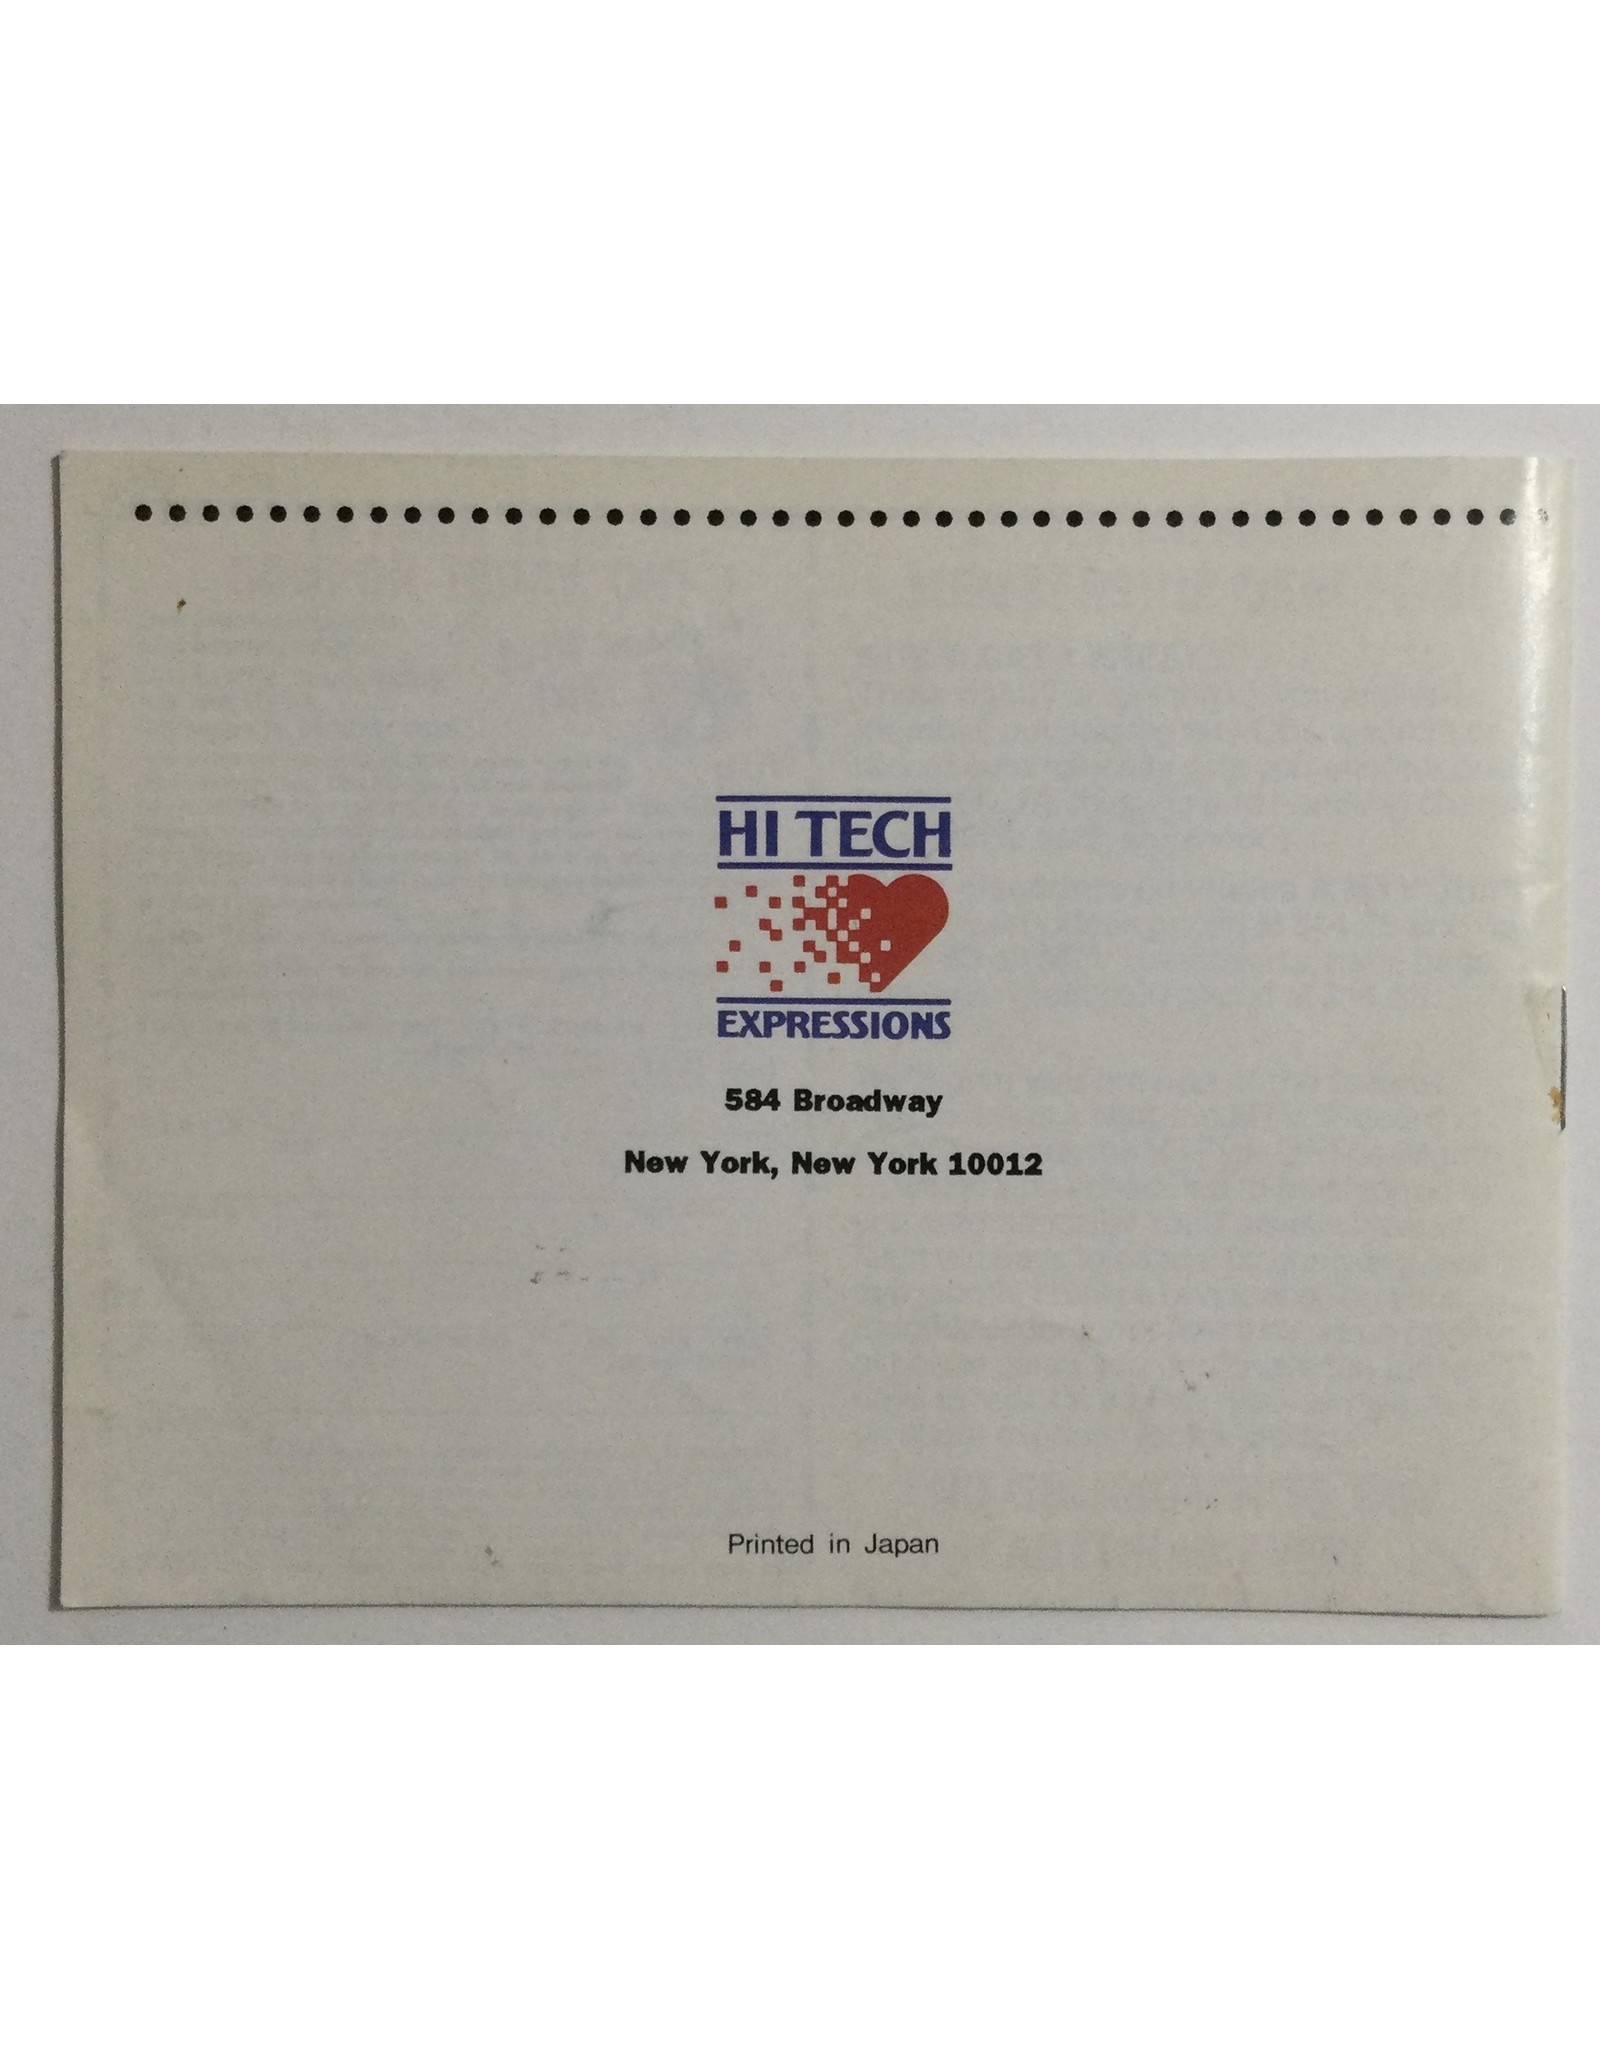 HI TECH
EXPRESSIONS
584 Broadway
New York, New York 10012
Printed in Japan